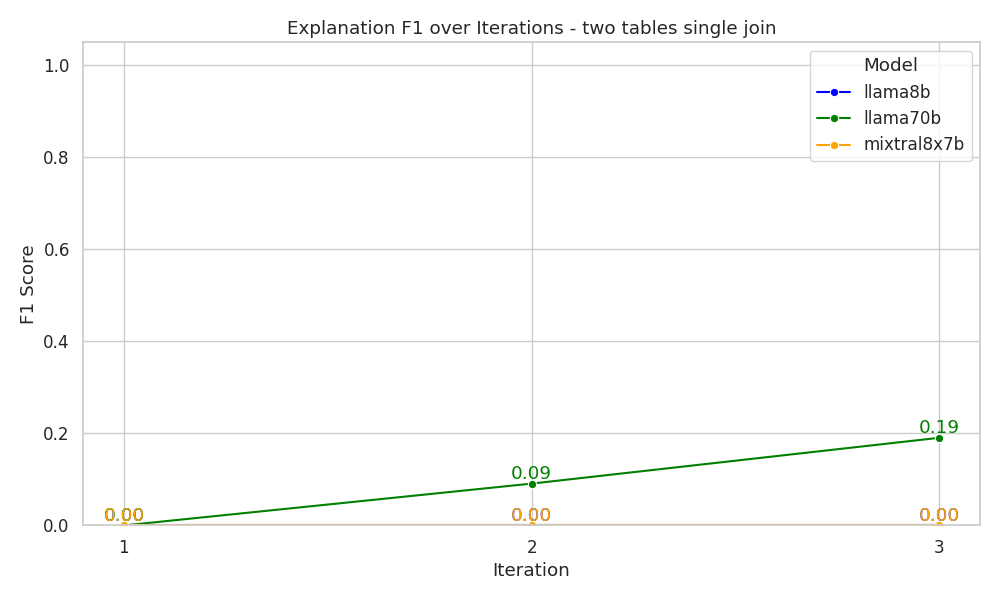 Explanation F1 over Iterations - two tables single join
Model
llama8b
llama70b
mixtral8x7b
F1 Score
1.0
0.8
0.6
0.4
0.2
0.0
0.19
0.09
0.00
0.00
0.00
1
2
3
Iteration